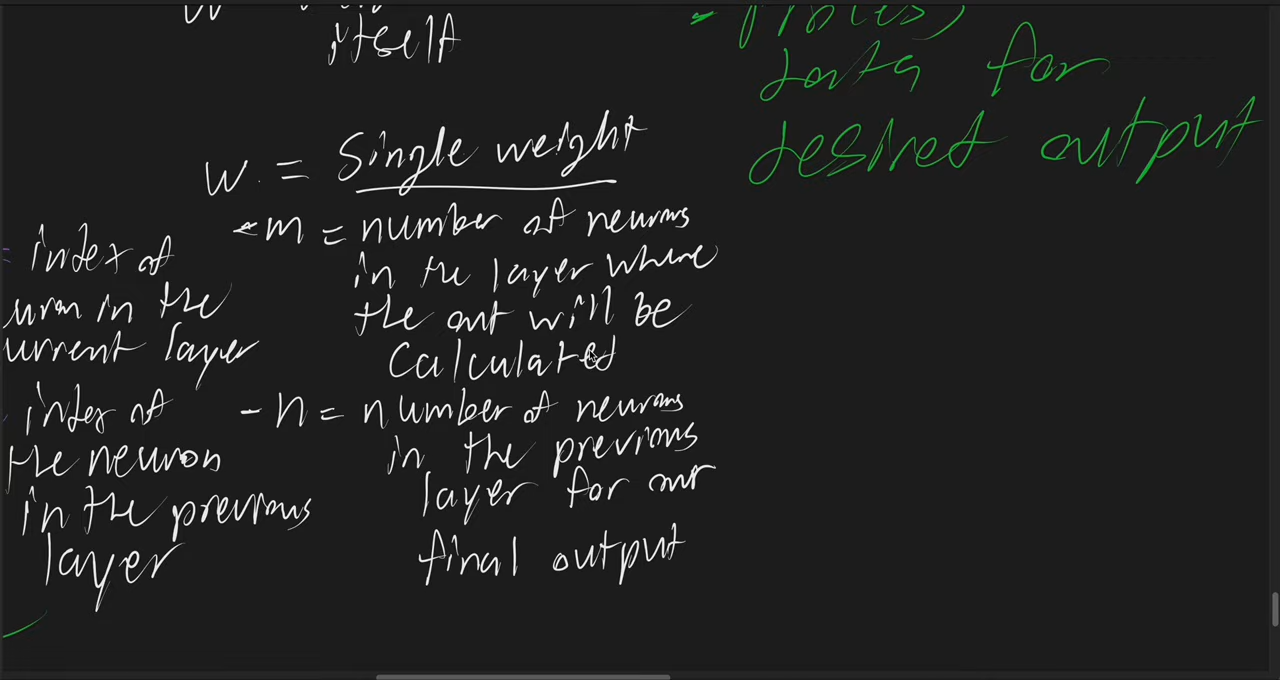 itself
w = Single weight
- m = number of neurons
in the layer where
the out will be
Calculated
- n = number of neurons
in the previous
layer for our
final output
= index of
in the
current layer
index of
the neuron
in the previous
layer
data for
desired output